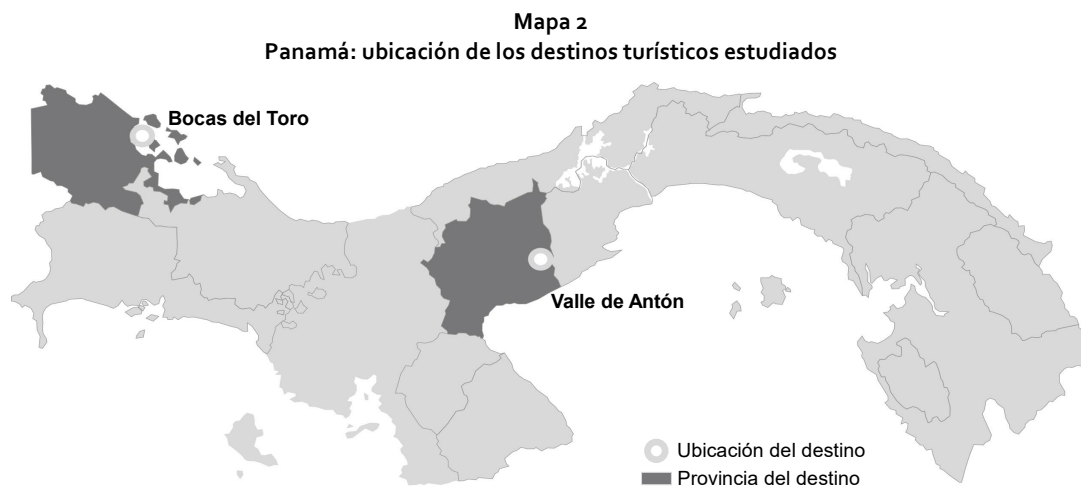 Mapa 2
Panamá: ubicación de los destinos turísticos estudiados
Bocas del Toro
Valle de Antón
Ubicación del destino
Provincia del destino